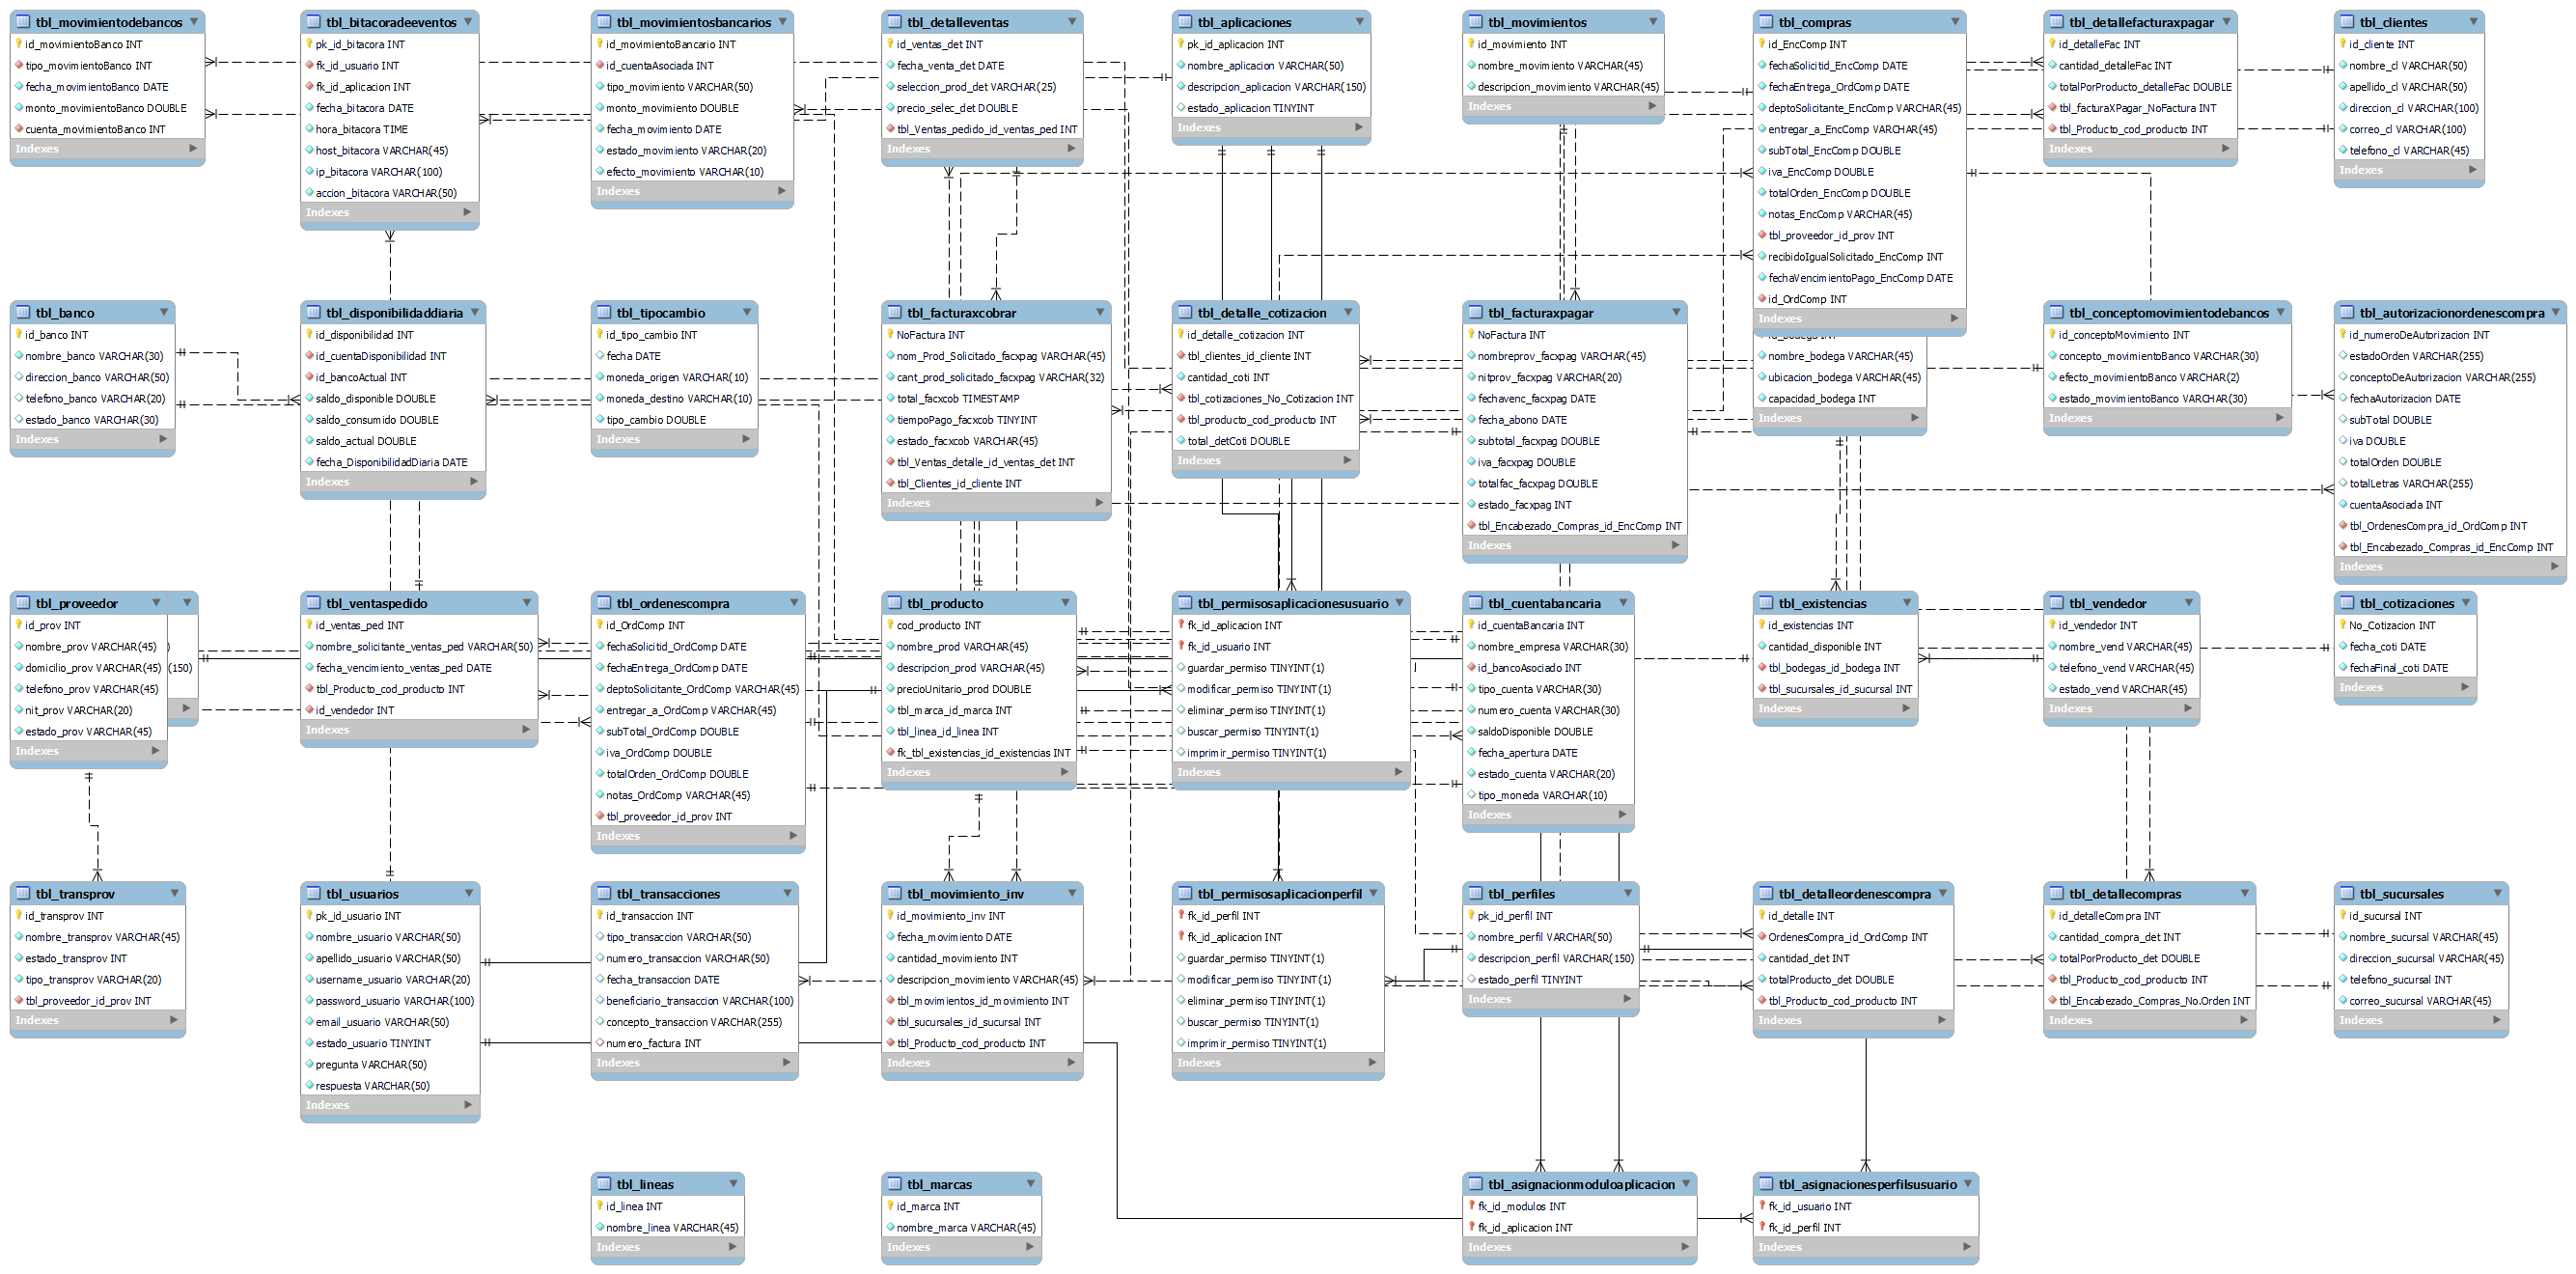 tbl_movimientodebancos
id_movimientoBanco INT
tipo_movimientoBanco INT
fecha_movimientoBanco DATE
monto_movimientoBanco DOUBLE
cuenta_movimientoBanco INT
Indexes
tbl_bitacoradeeventos
pk_id_bitacora INT
fk_id_usuario INT
fk_id_aplicacion INT
fecha_bitacora DATE
hora_bitacora TIME
host_bitacora VARCHAR(45)
ip_bitacora VARCHAR(100)
accion_bitacora VARCHAR(50)
Indexes
tbl_movimientosbancarios
id_movimientoBancario INT
id_cuentaAsociada INT
tipo_movimiento VARCHAR(50)
monto_movimiento DOUBLE
fecha_movimiento DATE
estado_movimiento VARCHAR(20)
efecto_movimiento VARCHAR(10)
Indexes
tbl_detalleventas
id_ventas_det INT
fecha_venta_det DATE
seleccion_prod_det VARCHAR(25)
precio_selec_det DOUBLE
tbl_Ventas_pedido_id_ventas_ped INT
Indexes
tbl_aplicaciones
pk_id_aplicacion INT
nombre_aplicacion VARCHAR(50)
descripcion_aplicacion VARCHAR(150)
estado_aplicacion TINYINT
Indexes
tbl_movimientos
id_movimiento INT
nombre_movimiento VARCHAR(45)
descripcion_movimiento VARCHAR(45)
Indexes
tbl_compras
id_EncComp INT
fechaSolicitid_EncComp DATE
fechaEntrega_OrdComp DATE
deptoSolicitante_EncComp VARCHAR(45)
entregar_a_EncComp VARCHAR(45)
subTotal_EncComp DOUBLE
iva_EncComp DOUBLE
totalOrden_EncComp DOUBLE
notas_EncComp VARCHAR(45)
tbl_proveedor_id_prov INT
recibidoIgualSolicitado_EncComp INT
fechaVencimientoPago_EncComp DATE
id_OrdComp INT
Indexes
tbl_detallefacturaxpagar
id_detalleFac INT
cantidad_detalleFac INT
totalPorProducto_detalleFac DOUBLE
tbl_facturaXPagar_NoFactura INT
tbl_Producto_cod_producto INT
Indexes
tbl_clientes
id_cliente INT
nombre_cl VARCHAR(50)
apellido_cl VARCHAR(50)
direccion_cl VARCHAR(100)
correo_cl VARCHAR(100)
telefono_cl VARCHAR(45)
Indexes
tbl_banco
id_banco INT
nombre_banco VARCHAR(30)
direccion_banco VARCHAR(50)
telefono_banco VARCHAR(20)
estado_banco VARCHAR(30)
Indexes
tbl_disponibilidaddiaria
id_disponibilidad INT
id_cuentaDisponibilidad INT
id_bancoActual INT
saldo_disponible DOUBLE
saldo_consumido DOUBLE
saldo_actual DOUBLE
fecha_DisponibilidadDiaria DATE
Indexes
tbl_tipocambio
id_tipo_cambio INT
fecha DATE
moneda_origen VARCHAR(10)
moneda_destino VARCHAR(10)
tipo_cambio DOUBLE
Indexes
tbl_facturaxcobrar
NoFactura INT
nom_Prod_Solicitado_facxpag VARCHAR(45)
cant_prod_solicitado_facxpag VARCHAR(32)
total_facxcob TIMESTAMP
tiempoPago_facxcob TINYINT
estado_facxcob VARCHAR(45)
tbl_Ventas_detalle_id_ventas_det INT
tbl_Clientes_id_cliente INT
Indexes
tbl_detalle_cotizacion
id_detalle_cotizacion INT
tbl_clientes_id_cliente INT
cantidad_coti INT
tbl_cotizaciones_No_Cotizacion INT
tbl_producto_cod_producto INT
total_detCoti DOUBLE
Indexes
tbl_facturaxpagar
NoFactura INT
nombreprov_facxpag VARCHAR(45)
nitprov_facxpag VARCHAR(20)
fechavenc_facxpag DATE
fecha_abono DATE
subtotal_facxpag DOUBLE
iva_facxpag DOUBLE
totalfac_facxpag DOUBLE
estado_facxpag INT
tbl_Encabezado_Compras_id_EncComp INT
Indexes
id_bodega INT
nombre_bodega VARCHAR(45)
ubicacion_bodega VARCHAR(45)
capacidad_bodega INT
Indexes
tbl_conceptomovimientodebancos
id_conceptoMovimiento INT
concepto_movimientoBanco VARCHAR(30)
efecto_movimientoBanco VARCHAR(2)
estado_movimientoBanco VARCHAR(30)
Indexes
tbl_autorizacionordenescompra
id_numeroDeAutorizacion INT
estadoOrden VARCHAR(255)
conceptoDeAutorizacion VARCHAR(255)
fechaAutorizacion DATE
subTotal DOUBLE
iva DOUBLE
totalOrden DOUBLE
totalLetras VARCHAR(255)
cuentaAsociada INT
tbl_OrdenesCompra_id_OrdComp INT
tbl_Encabezado_Compras_id_EncComp INT
Indexes
tbl_proveedor
id_prov INT
nombre_prov VARCHAR(45)
domicilio_prov VARCHAR(45)
telefono_prov VARCHAR(45)
nit_prov VARCHAR(20)
estado_prov VARCHAR(45)
Indexes
)
(150)
tbl_ventaspedido
id_ventas_ped INT
nombre_solicitante_ventas_ped VARCHAR(50)
fecha_vencimiento_ventas_ped DATE
tbl_Producto_cod_producto INT
id_vendedor INT
Indexes
tbl_ordenescompra
id_OrdComp INT
fechaSolicitid_OrdComp DATE
fechaEntrega_OrdComp DATE
deptoSolicitante_OrdComp VARCHAR(45)
entregar_a_OrdComp VARCHAR(45)
subTotal_OrdComp DOUBLE
iva_OrdComp DOUBLE
totalOrden_OrdComp DOUBLE
notas_OrdComp VARCHAR(45)
tbl_proveedor_id_prov INT
Indexes
tbl_producto
cod_producto INT
nombre_prod VARCHAR(45)
descripcion_prod VARCHAR(45)
precioUnitario_prod DOUBLE
tbl_marca_id_marca INT
tbl_linea_id_linea INT
fk_tbl_existencias_id_existencias INT
Indexes
tbl_permisosaplicacionesusuario
fk_id_aplicacion INT
fk_id_usuario INT
guardar_permiso TINYINT(1)
modificar_permiso TINYINT(1)
eliminar_permiso TINYINT(1)
buscar_permiso TINYINT(1)
imprimir_permiso TINYINT(1)
Indexes
tbl_cuentabancaria
id_cuentaBancaria INT
nombre_empresa VARCHAR(30)
id_bancoAsociado INT
tipo_cuenta VARCHAR(30)
numero_cuenta VARCHAR(30)
saldoDisponible DOUBLE
fecha_apertura DATE
estado_cuenta VARCHAR(20)
tipo_moneda VARCHAR(10)
Indexes
tbl_existencias
id_existencias INT
cantidad_disponible INT
tbl_bodegas_id_bodega INT
tbl_sucursales_id_sucursal INT
Indexes
tbl_vendedor
id_vendedor INT
nombre_vend VARCHAR(45)
telefono_vend VARCHAR(45)
estado_vend VARCHAR(45)
Indexes
tbl_cotizaciones
No_Cotizacion INT
fecha_coti DATE
fechaFinal_coti DATE
Indexes
tbl_transprov
id_transprov INT
nombre_transprov VARCHAR(45)
estado_transprov INT
tipo_transprov VARCHAR(20)
tbl_proveedor_id_prov INT
Indexes
tbl_usuarios
pk_id_usuario INT
nombre_usuario VARCHAR(50)
apellido_usuario VARCHAR(50)
username_usuario VARCHAR(20)
password_usuario VARCHAR(100)
email_usuario VARCHAR(50)
estado_usuario TINYINT
pregunta VARCHAR(50)
respuesta VARCHAR(50)
Indexes
tbl_transacciones
id_transaccion INT
tipo_transaccion VARCHAR(50)
numero_transaccion VARCHAR(50)
fecha_transaccion DATE
beneficiario_transaccion VARCHAR(100)
concepto_transaccion VARCHAR(255)
numero_factura INT
Indexes
tbl_movimiento_inv
id_movimiento_inv INT
fecha_movimiento DATE
cantidad_movimiento INT
descripcion_movimiento VARCHAR(45)
tbl_movimientos_id_movimiento INT
tbl_sucursales_id_sucursal INT
tbl_Producto_cod_producto INT
Indexes
tbl_permisosaplicacionperfil
fk_id_perfil INT
fk_id_aplicacion INT
guardar_permiso TINYINT(1)
modificar_permiso TINYINT(1)
eliminar_permiso TINYINT(1)
buscar_permiso TINYINT(1)
imprimir_permiso TINYINT(1)
Indexes
tbl_perfiles
pk_id_perfil INT
nombre_perfil VARCHAR(50)
descripcion_perfil VARCHAR(150)
estado_perfil TINYINT
Indexes
tbl_detalleordenescompra
id_detalle INT
OrdenesCompra_id_OrdComp INT
cantidad_det INT
totalProducto_det DOUBLE
tbl_Producto_cod_producto INT
Indexes
tbl_detallecompras
id_detalleCompra INT
cantidad_compra_det INT
totalPorProducto_det DOUBLE
tbl_Producto_cod_producto INT
tbl_Encabezado_Compras_No.Orden INT
Indexes
tbl_sucursales
id_sucursal INT
nombre_sucursal VARCHAR(45)
direccion_sucursal VARCHAR(45)
telefono_sucursal INT
correo_sucursal VARCHAR(45)
Indexes
tbl_lineas
id_linea INT
nombre_linea VARCHAR(45)
Indexes
tbl_marcas
id_marca INT
nombre_marca VARCHAR(45)
Indexes
tbl_asignacionmoduloaplicacion
fk_id_modulos INT
fk_id_aplicacion INT
Indexes
tbl_asignacionesperfilsusuario
fk_id_usuario INT
fk_id_perfil INT
Indexes